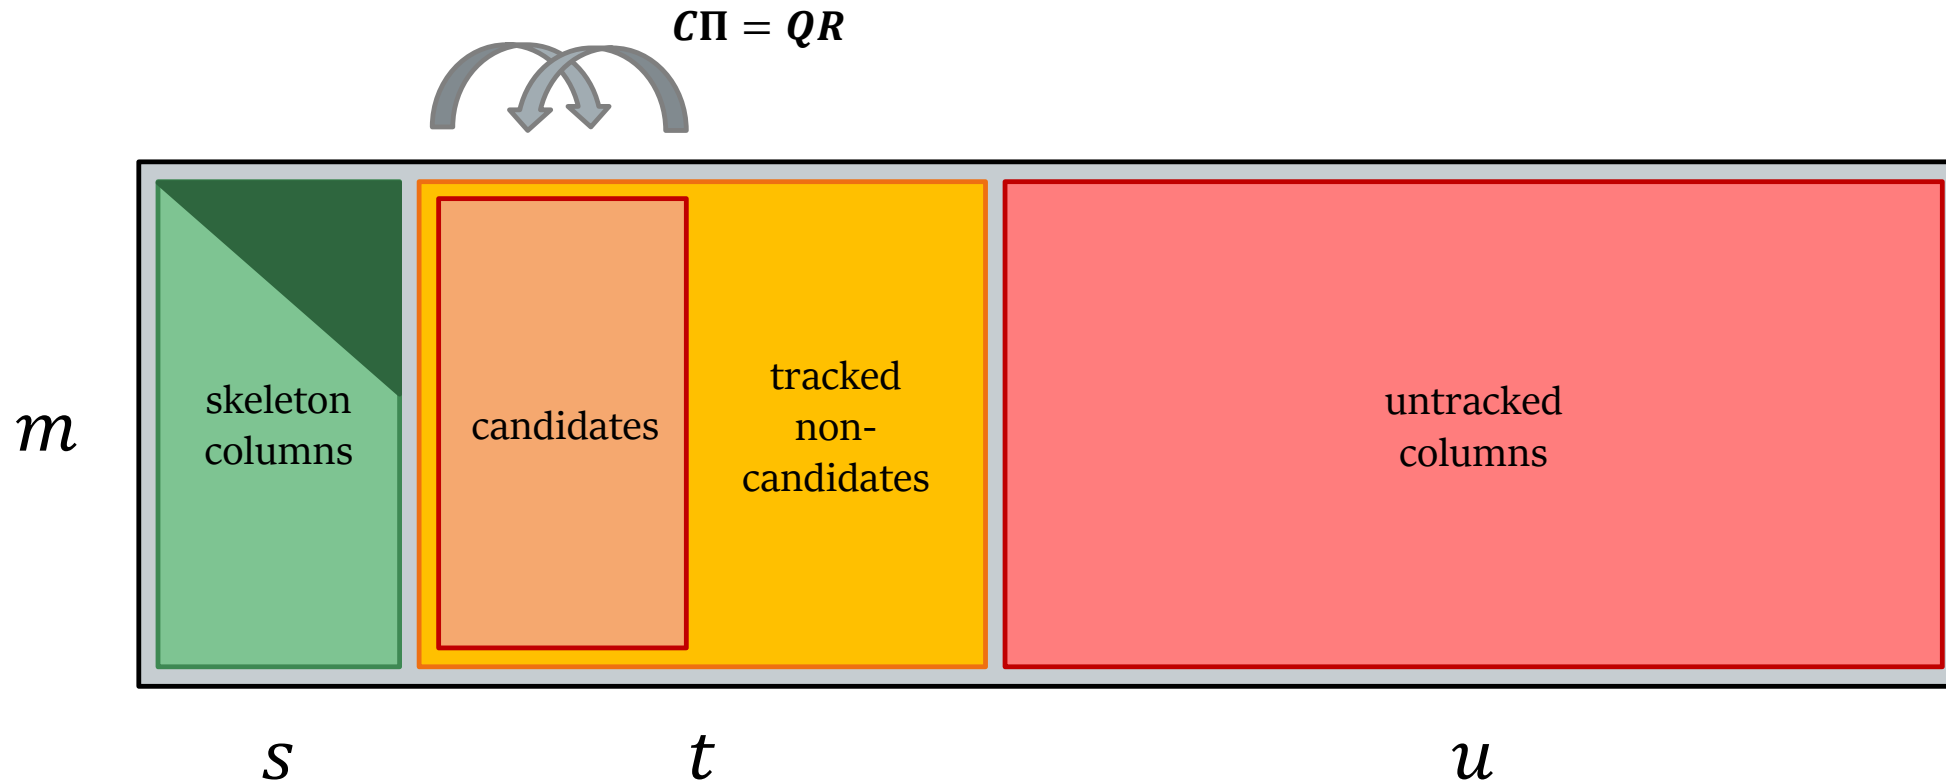 CΠ = QR
skeleton
columns
candidates
tracked
non-
candidates
untracked
columns
m
s
t
u